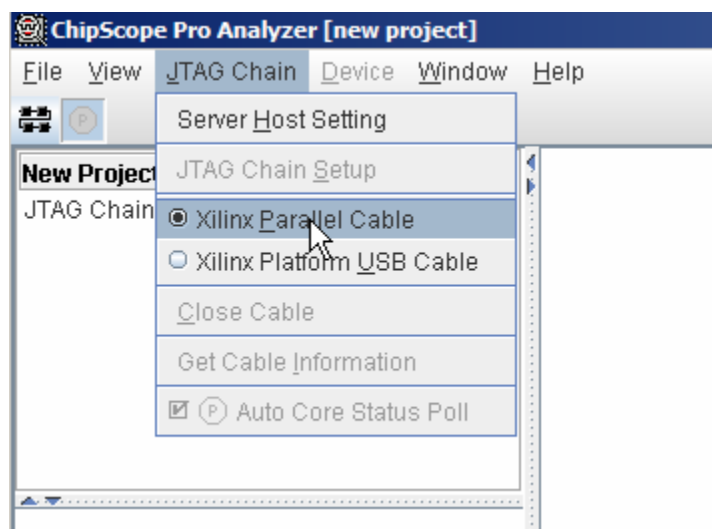 ChipScope Pro Analyzer [new project]
File View JTAG Chain Device Window Help
P
Server Host Setting
New Project
JTAG Chain Setup
JTAG Chain
Xilinx Parallel Cable
Xilinx Platform USB Cable
Close Cable
Get Cable Information
P Auto Core Status Poll